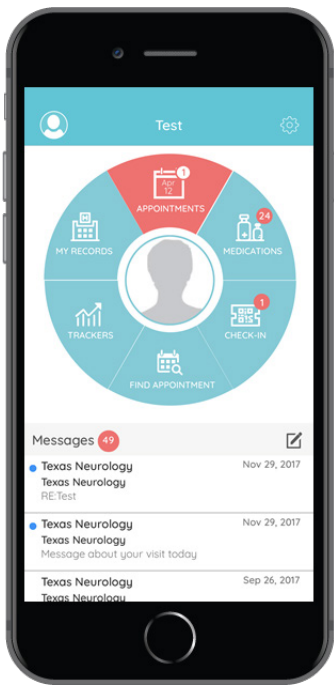 Test
1
Apr
12
APPOINTMENTS
24
MEDICATIONS
MY RECORDS
1
CHECK-IN
TRACKERS
FIND APPOINTMENT
Messages 49
Texas Neurology Nov 29, 2017
Texas Neurology
RE:Test
Texas Neurology Nov 29, 2017
Texas Neurology
Message about your visit today
Texas Neurology Sep 26, 2017
Texas Neurology